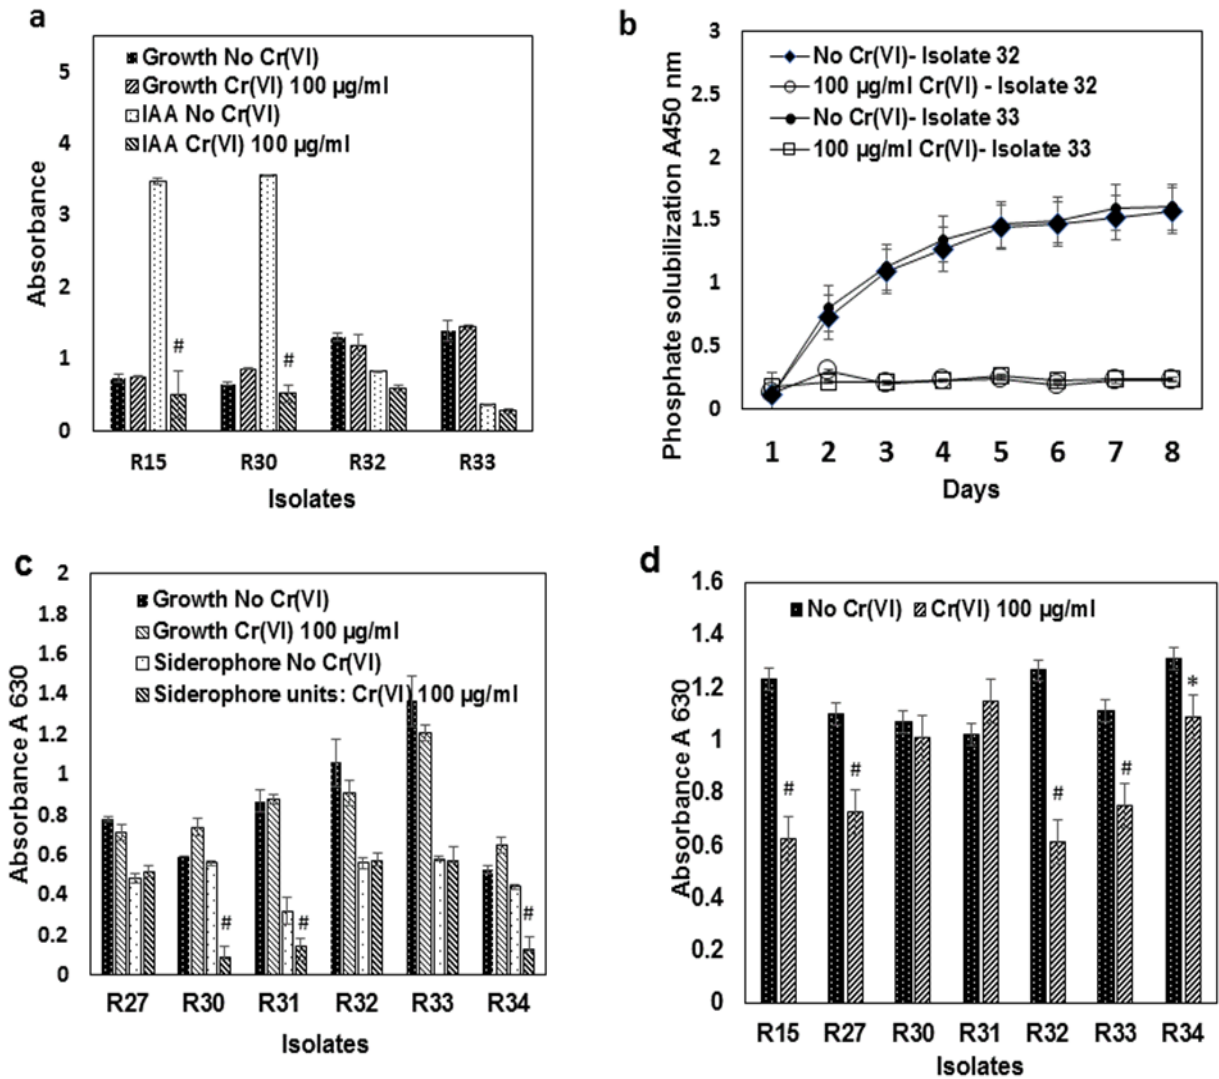 a
Growth No Cr(VI)
Growth Cr(VI) 100 µg/ml
IAA No Cr(VI)
IAA Cr(VI) 100 µg/ml
Absorbance
5
4
3
2
1
0
#
#
R15 R30 R32 R33
Isolates
b
No Cr(VI)- Isolate 32
100 µg/ml Cr(VI) - Isolate 32
No Cr(VI)- Isolate 33
100 µg/ml Cr(VI)- Isolate 33
Phosphate solubilization A450 nm
3
2.5
2
1.5
1
0.5
0
1 2 3 4 5 6 7 8
Days
c
Growth No Cr(VI)
Growth Cr(VI) 100 µg/ml
Siderophore No Cr(VI)
Siderophore units: Cr(VI) 100 µg/ml
Absorbance A 630
2
1.8
1.6
1.4
1.2
1
0.8
0.6
0.4
0.2
0
# # #
R27 R30 R31 R32 R33 R34
Isolates
d
No Cr(VI) Cr(VI) 100 µg/ml
Absorbance A 630
1.6
1.4
1.2
1
0.8
0.6
0.4
0.2
0
# # # # *
R15 R27 R30 R31 R32 R33 R34
Isolates